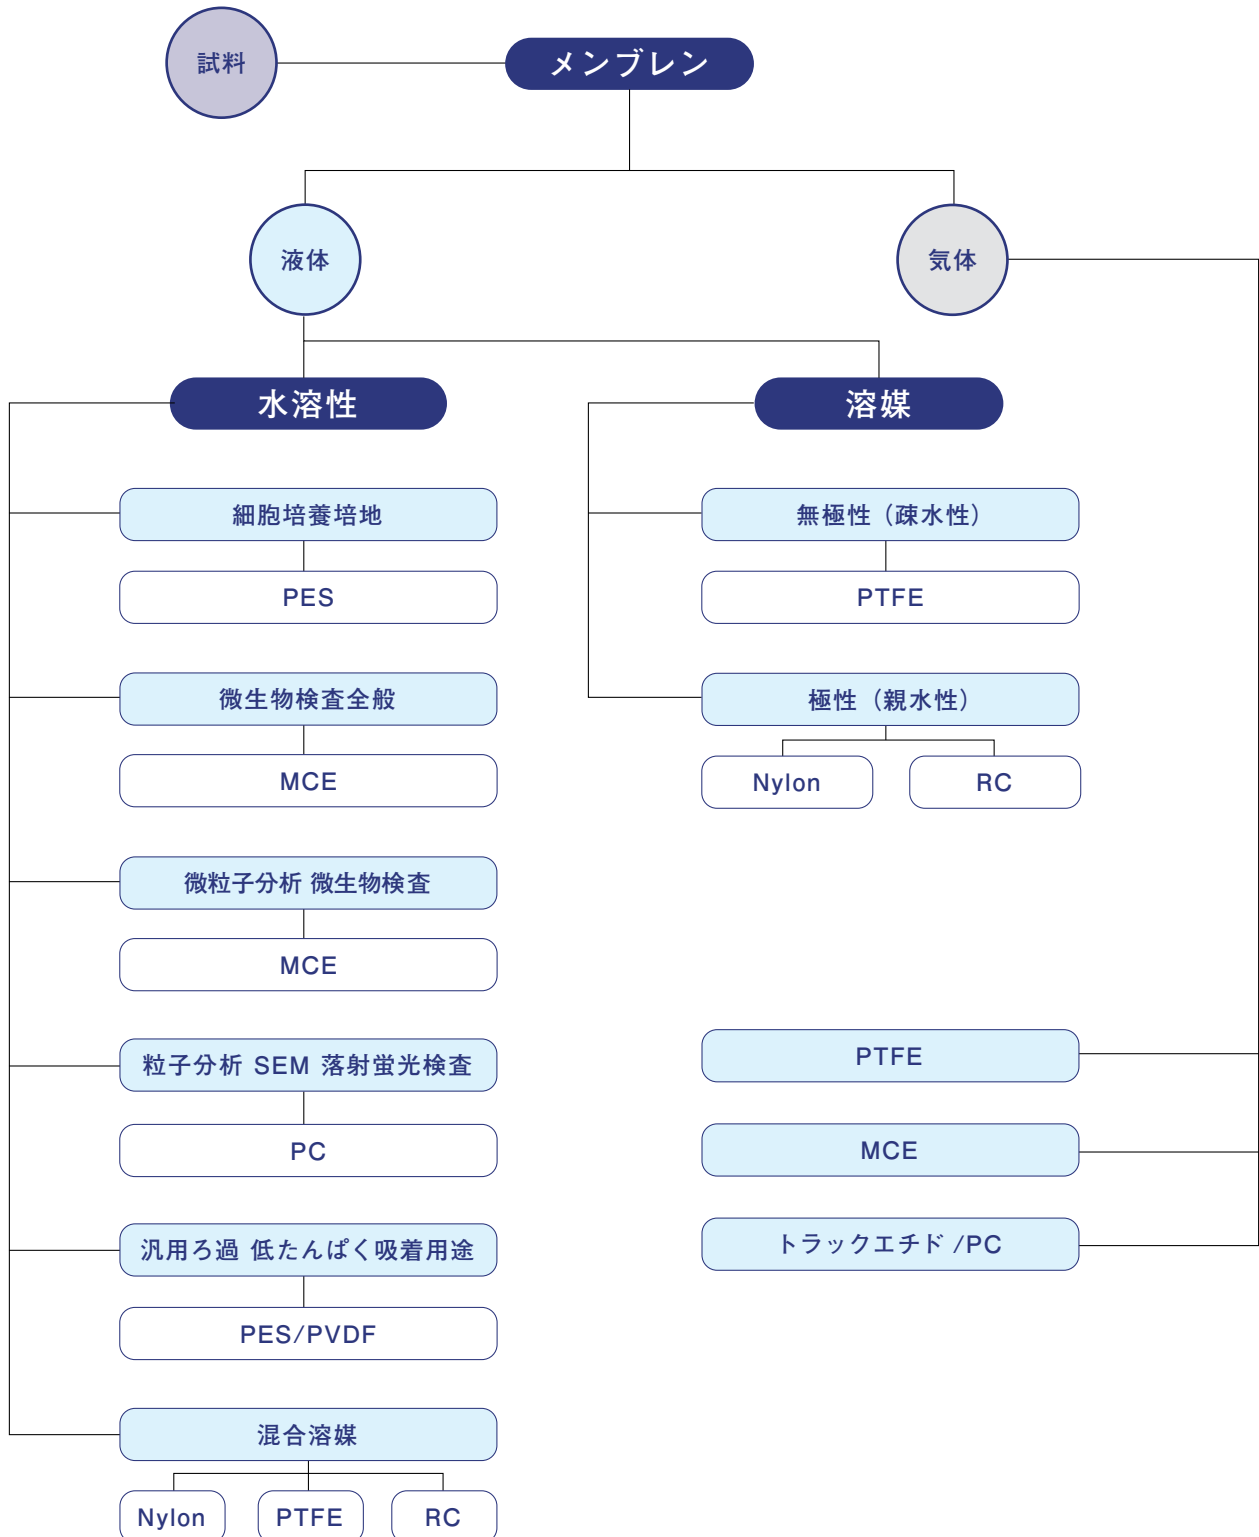 試料
メンブレン
液体
気体
水溶性
溶媒
細胞培養培地
PES
微生物検査全般
MCE
微粒子分析 微生物検査
MCE
粒子分析 SEM 落射蛍光検査
PC
汎用ろ過 低たんぱく吸着用途
PES/PVDF
混合溶媒
Nylon
PTFE
RC
無極性（疎水性）
PTFE
極性（親水性）
Nylon
RC
PTFE
MCE
トラックエチド /PC